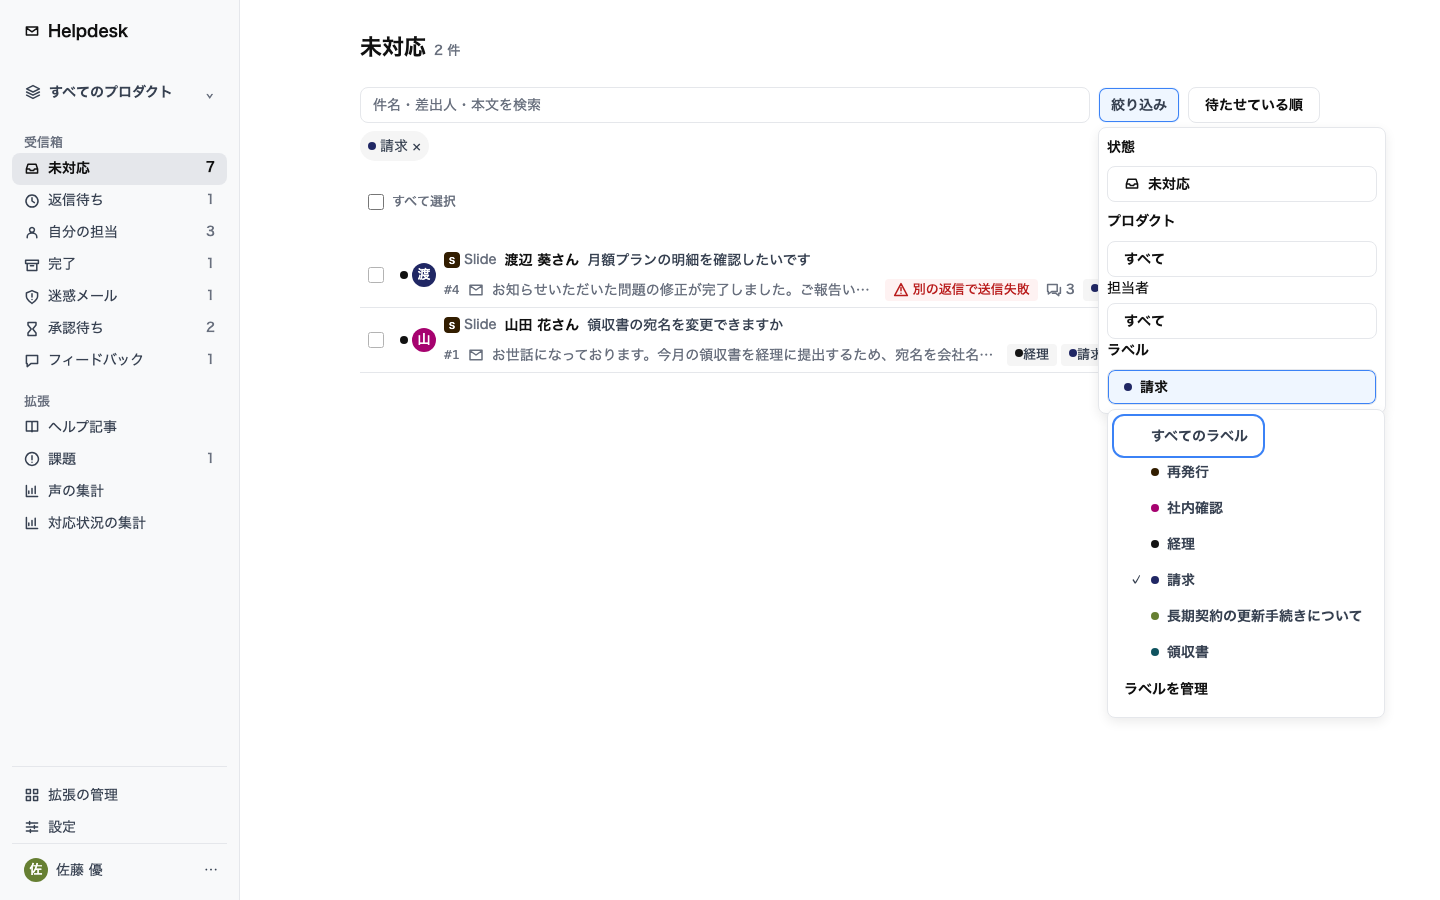 Helpdesk
すべてのプロダクト
受信箱
未対応 7
返信待ち 1
自分の担当 3
完了 1
迷惑メール 1
承認待ち 2
フィードバック 1
拡張
ヘルプ記事
課題 1
声の集計
対応状況の集計
拡張の管理
設定
佐 佐藤 優 …
未対応 2 件
件名・差出人・本文を検索 絞り込み 待たせている順
請求 ×
すべて選択
渡 s Slide 渡辺 葵さん 月額プランの明細を確認したいです
#4 お知らせいただいた問題の修正が完了しました。ご報告い… 別の返信で送信失敗 3
山 s Slide 山田 花さん 領収書の宛名を変更できますか
#1 お世話になっております。今月の領収書を経理に提出するため、宛名を会社名… 経理 請求
状態
未対応
プロダクト
すべて
担当者
すべて
ラベル
請求
すべてのラベル
再発行
社内確認
経理
✓ 請求
長期契約の更新手続きについて
領収書
ラベルを管理